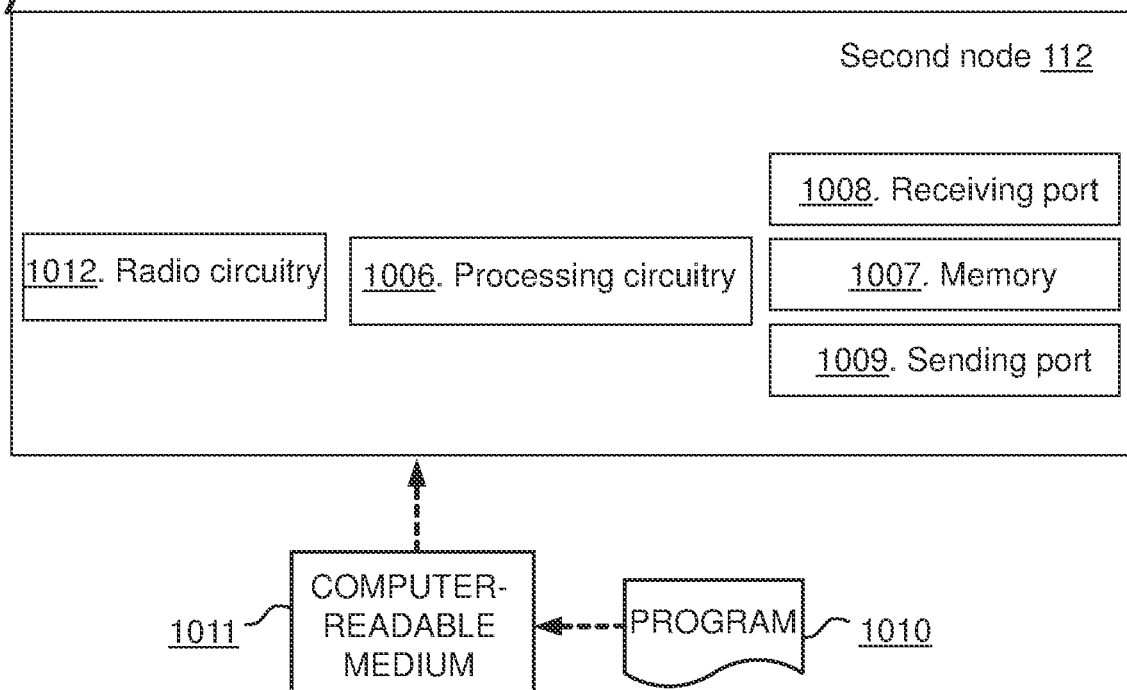 Second node 112
1008. Receiving port
1012. Radio circuitry
1006. Processing circuitry
1007. Memory
1009. Sending port
COMPUTER-
READABLE
MEDIUM
1011
PROGRAM
1010